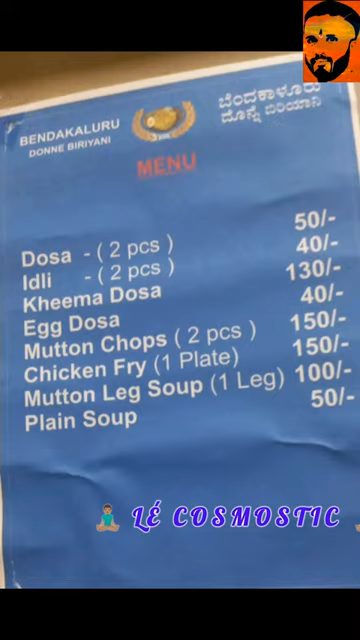 BENDAKALURU
DONNE BIRIYANI
ಬೆಂದಕಾಳೂರು
ದೊನ್ನೆ ಬಿರಿಯಾನಿ
MENU
Dosa - ( 2 pcs ) 50/-
Idli - ( 2 pcs ) 40/-
Kheema Dosa 130/-
Egg Dosa 40/-
Mutton Chops ( 2 pcs ) 150/-
Chicken Fry (1 Plate) 150/-
Mutton Leg Soup (1 Leg) 100/-
Plain Soup 50/-
LÉ COSMOSTIC